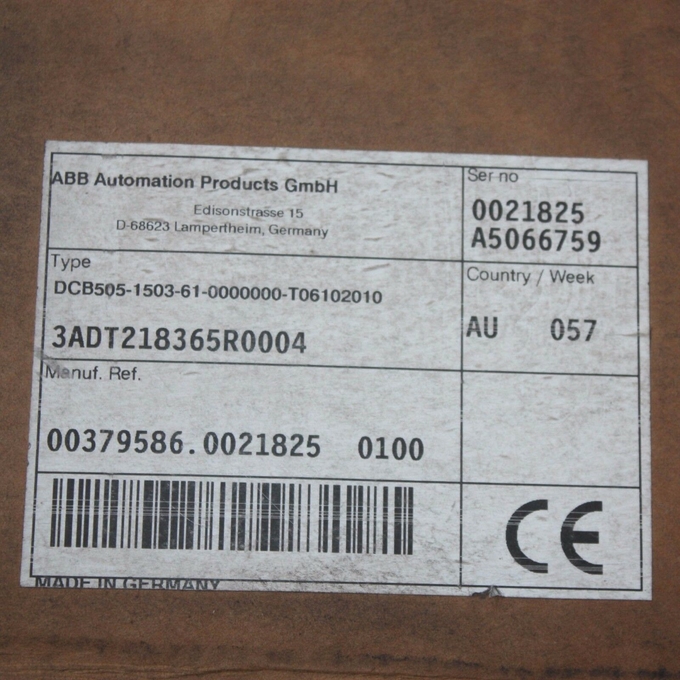 ABB Automation Products GmbH
Edisonstrasse 15
D-68623 Lampertheim, Germany
Ser no
0021825
A5066759
Type
DCB505-1503-61-0000000-T06102010
3ADT218365R0004
Country / Week
AU 057
Manuf. Ref.
00379586.0021825 0100
CE
MADE IN GERMANY